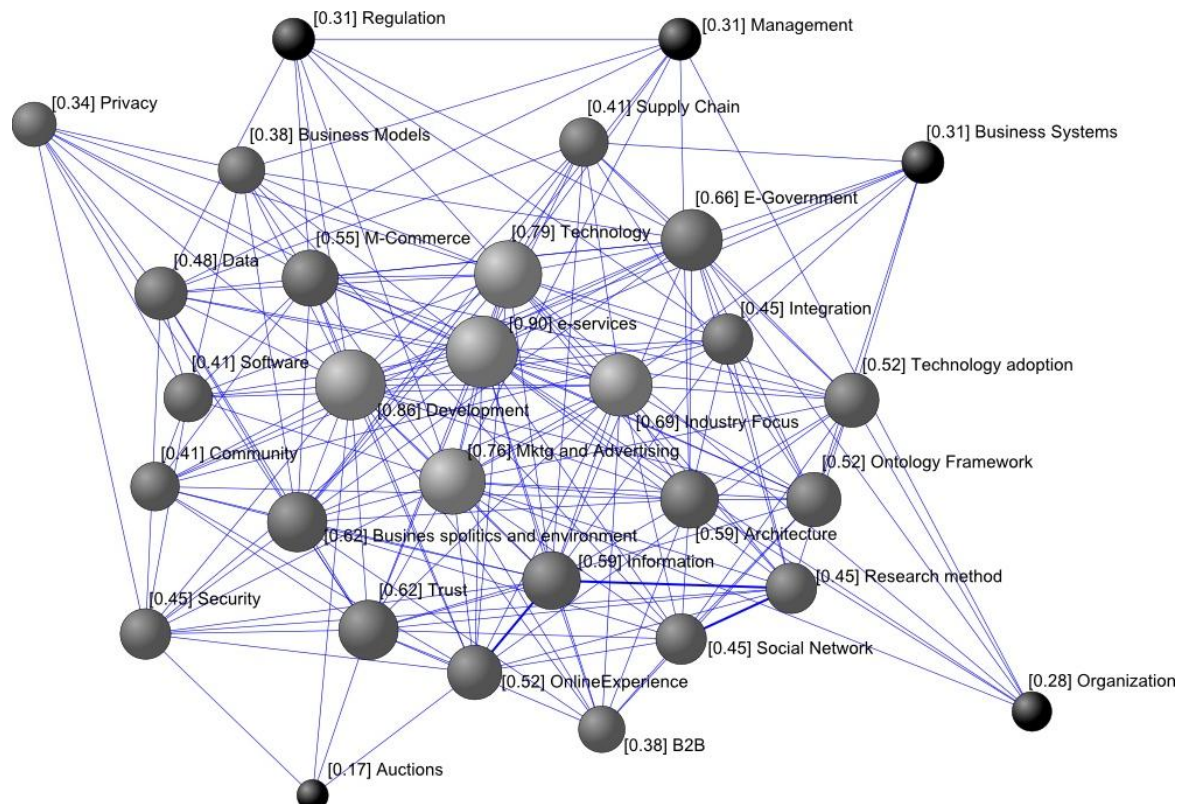 [0.31] Regulation
[0.31] Management
[0.34] Privacy
[0.41] Supply Chain
[0.38] Business Models
[0.31] Business Systems
[0.66] E-Government
[0.79] Technology
[0.55] M-Commerce
[0.48] Data
[0.45] Integration
[0.90] e-services
[0.41] Software
[0.52] Technology adoption
[0.86] Development
[0.69] Industry Focus
[0.76] Mktg and Advertising
[0.41] Community
[0.52] Ontology Framework
[0.62] Busines spolitics and environment
[0.59] Architecture
[0.59] Information
[0.45] Research method
[0.62] Trust
[0.45] Security
[0.45] Social Network
[0.52] OnlineExperience
[0.28] Organization
[0.38] B2B
[0.17] Auctions